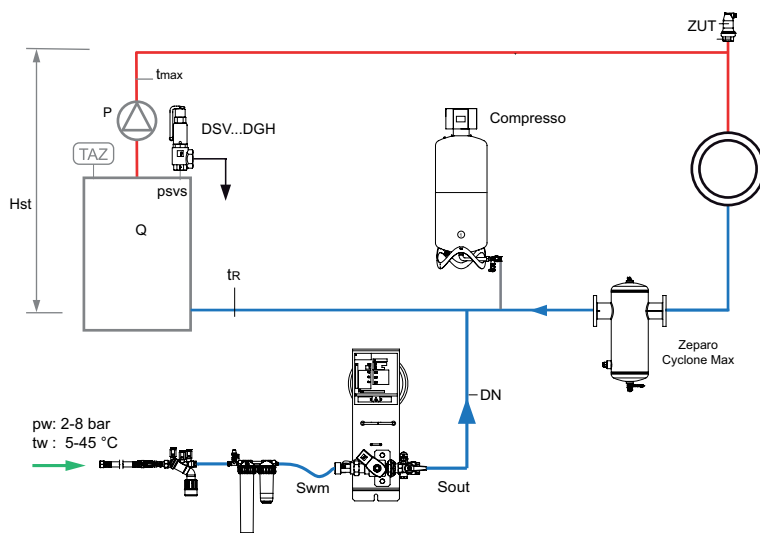 ZUT
tmax
P
DSV...DGH
Compresso
TAZ
psvs
Hst
Q
tR
Zeparo
Cyclone Max
DN
pw: 2-8 bar
tw : 5-45 °C
Swm
Sout